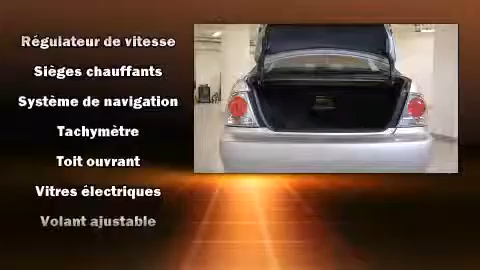 Régulateur de vitesse
Sièges chauffants
Système de navigation
Tachymètre
Toit ouvrant
Vitres électriques
Volant ajustable